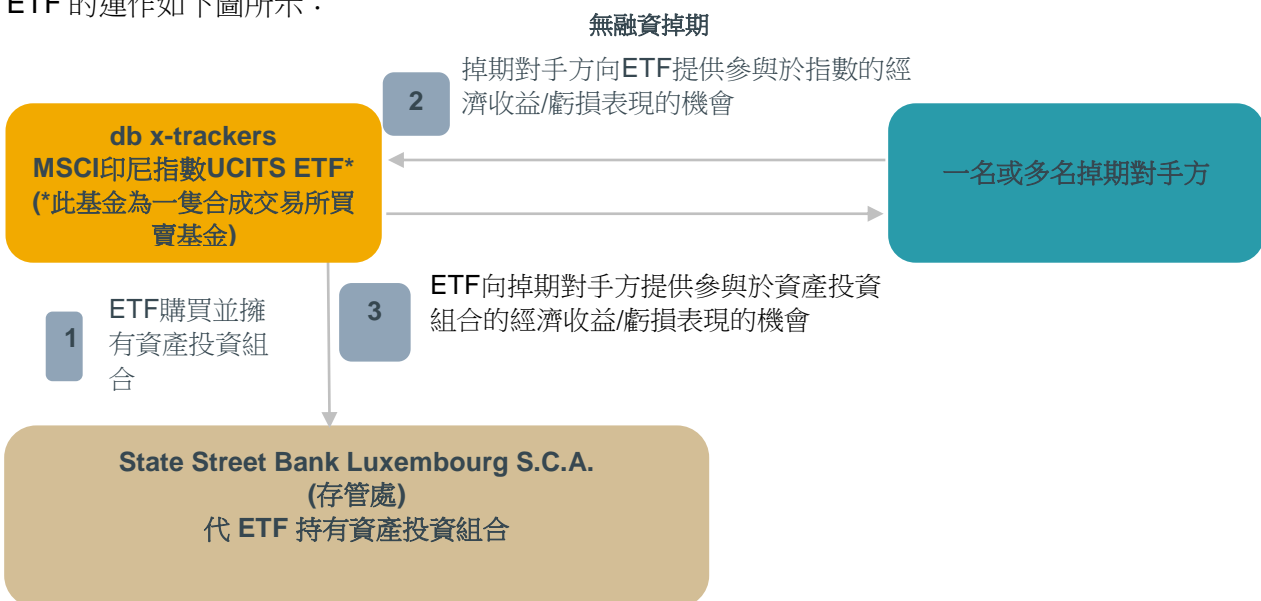 ETF 的運作如下圖所示：
無融資掉期
2
掉期對手方向ETF提供參與於指數的經
濟收益/虧損表現的機會
db x-trackers
MSCI印尼指數UCITS ETF*
(*此基金為一隻合成交易所買
賣基金)
一名或多名掉期對手方
1
ETF購買並擁
有資產投資組
合
3
ETF向掉期對手方提供參與於資產投資
組合的經濟收益/虧損表現的機會
State Street Bank Luxembourg S.C.A.
(存管處)
代 ETF 持有資產投資組合